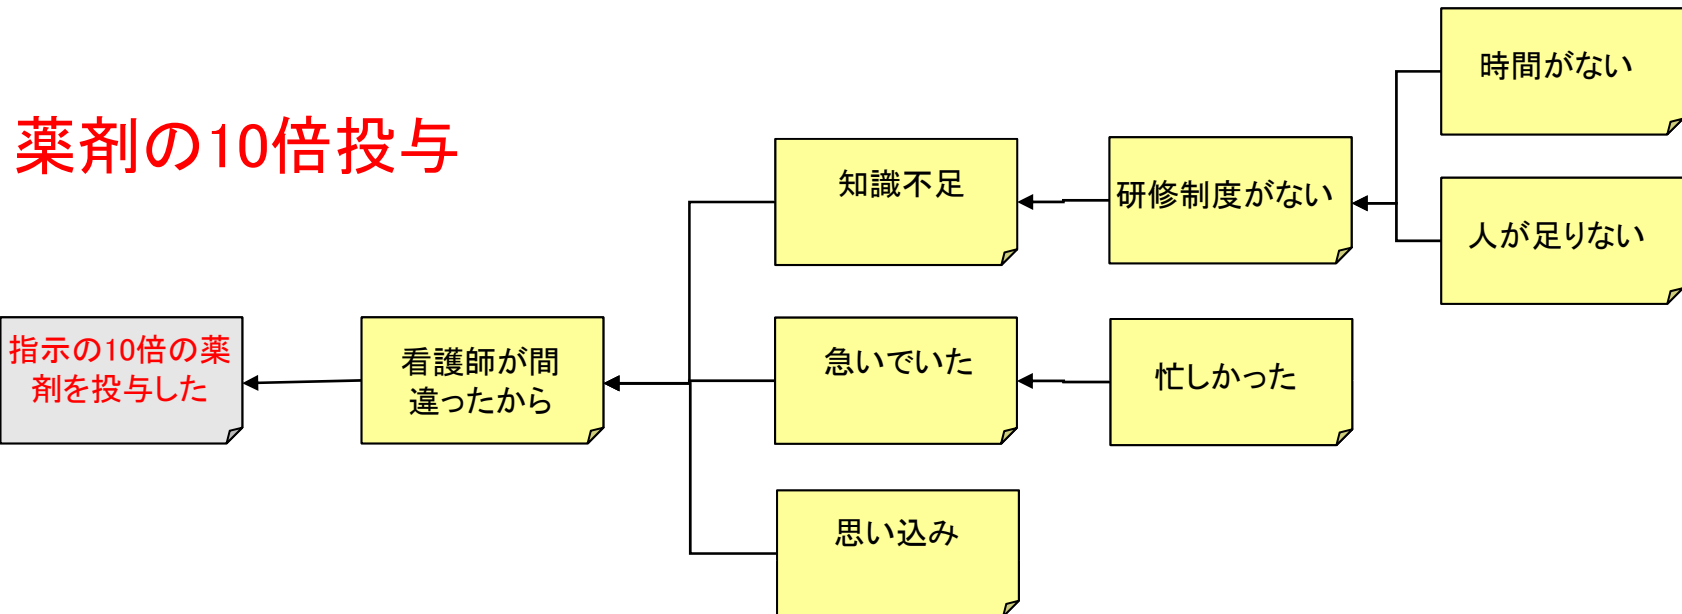 薬剤の10倍投与
指示の10倍の薬
剤を投与した
看護師が間
違ったから
知識不足
急いでいた
思い込み
研修制度がない
忙しかった
時間がない
人が足りない